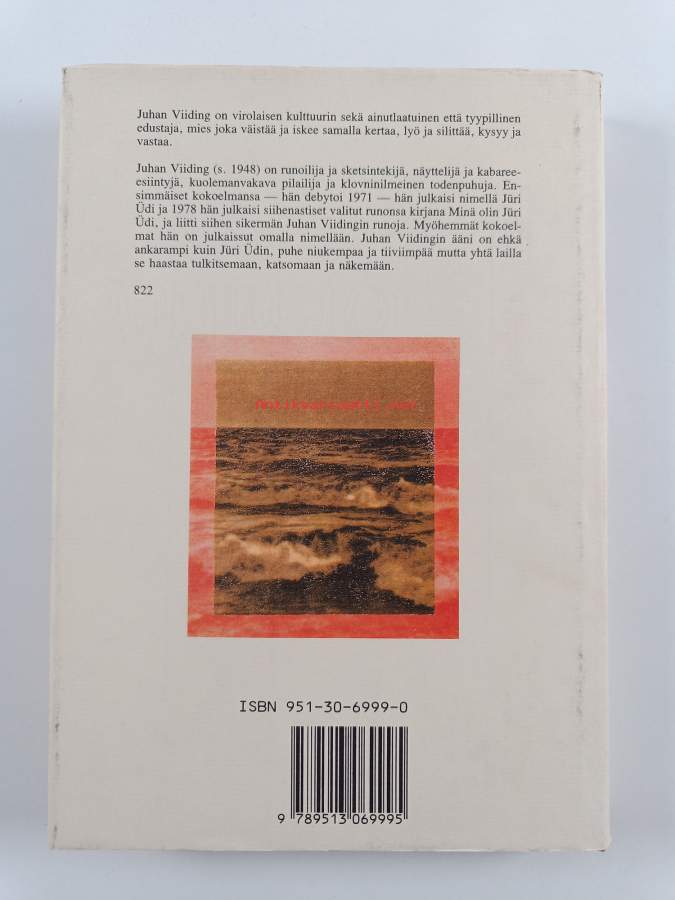 Juhan Viiding on virolaisen kulttuurin sekä ainutlaatuinen että tyypillinen
edustaja, mies joka väistää ja iskee samalla kertaa, lyö ja silittää, kysyy ja
vastaa.
Juhan Viiding (s. 1948) on runoilija ja sketsintekijä, näyttelijä ja kabaree-
esiintyjä, kuolemanvakava pilailija ja klovninilmeinen todenpuhuja. En-
simmäiset kokoelmansa — hän debytoi 1971 — hän julkaisi nimellä Jüri
Üdi ja 1978 hän julkaisi siihenastiset valitut runonsa kirjana Minä olin Jüri
Üdi, ja liitti siihen sikermän Juhan Viidingin runoja. Myöhemmät kokoel-
mat hän on julkaissut omalla nimellään. Juhan Viidingin ääni on ehkä
ankarampi kuin Jüri Üdin, puhe niukempaa ja tiiviimpää mutta yhtä lailla
se haastaa tulkitsemaan, katsomaan ja näkemään.
822
ISBN 951-30-6999-0
9 789513 069995